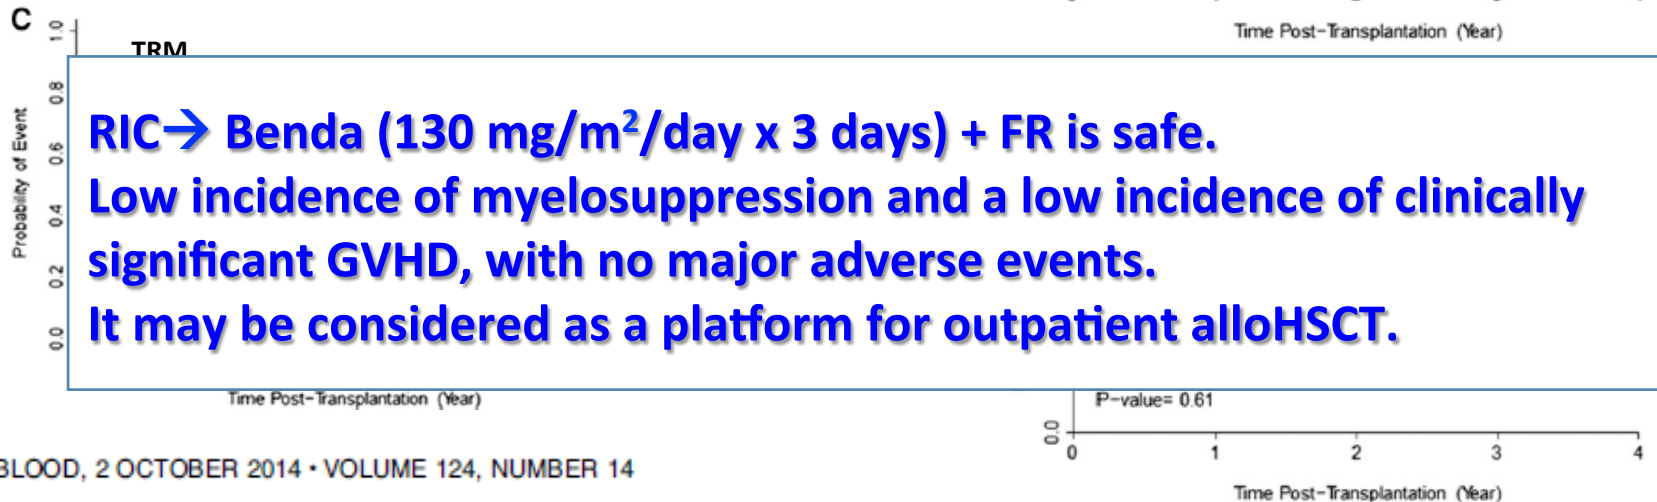 C
Time Post-Transplantation (Year)
1.0
TRM
0.8
Probability of Event
0.6
0.4
0.2
0.0
RIC→ Benda (130 mg/m²/day x 3 days) + FR is safe.
Low incidence of myelosuppression and a low incidence of clinically
significant GVHD, with no major adverse events.
It may be considered as a platform for outpatient alloHSCT.
Time Post-Transplantation (Year)
P-value= 0.61
0.0
0 1 2 3 4
BLOOD, 2 OCTOBER 2014 • VOLUME 124, NUMBER 14
Time Post-Transplantation (Year)